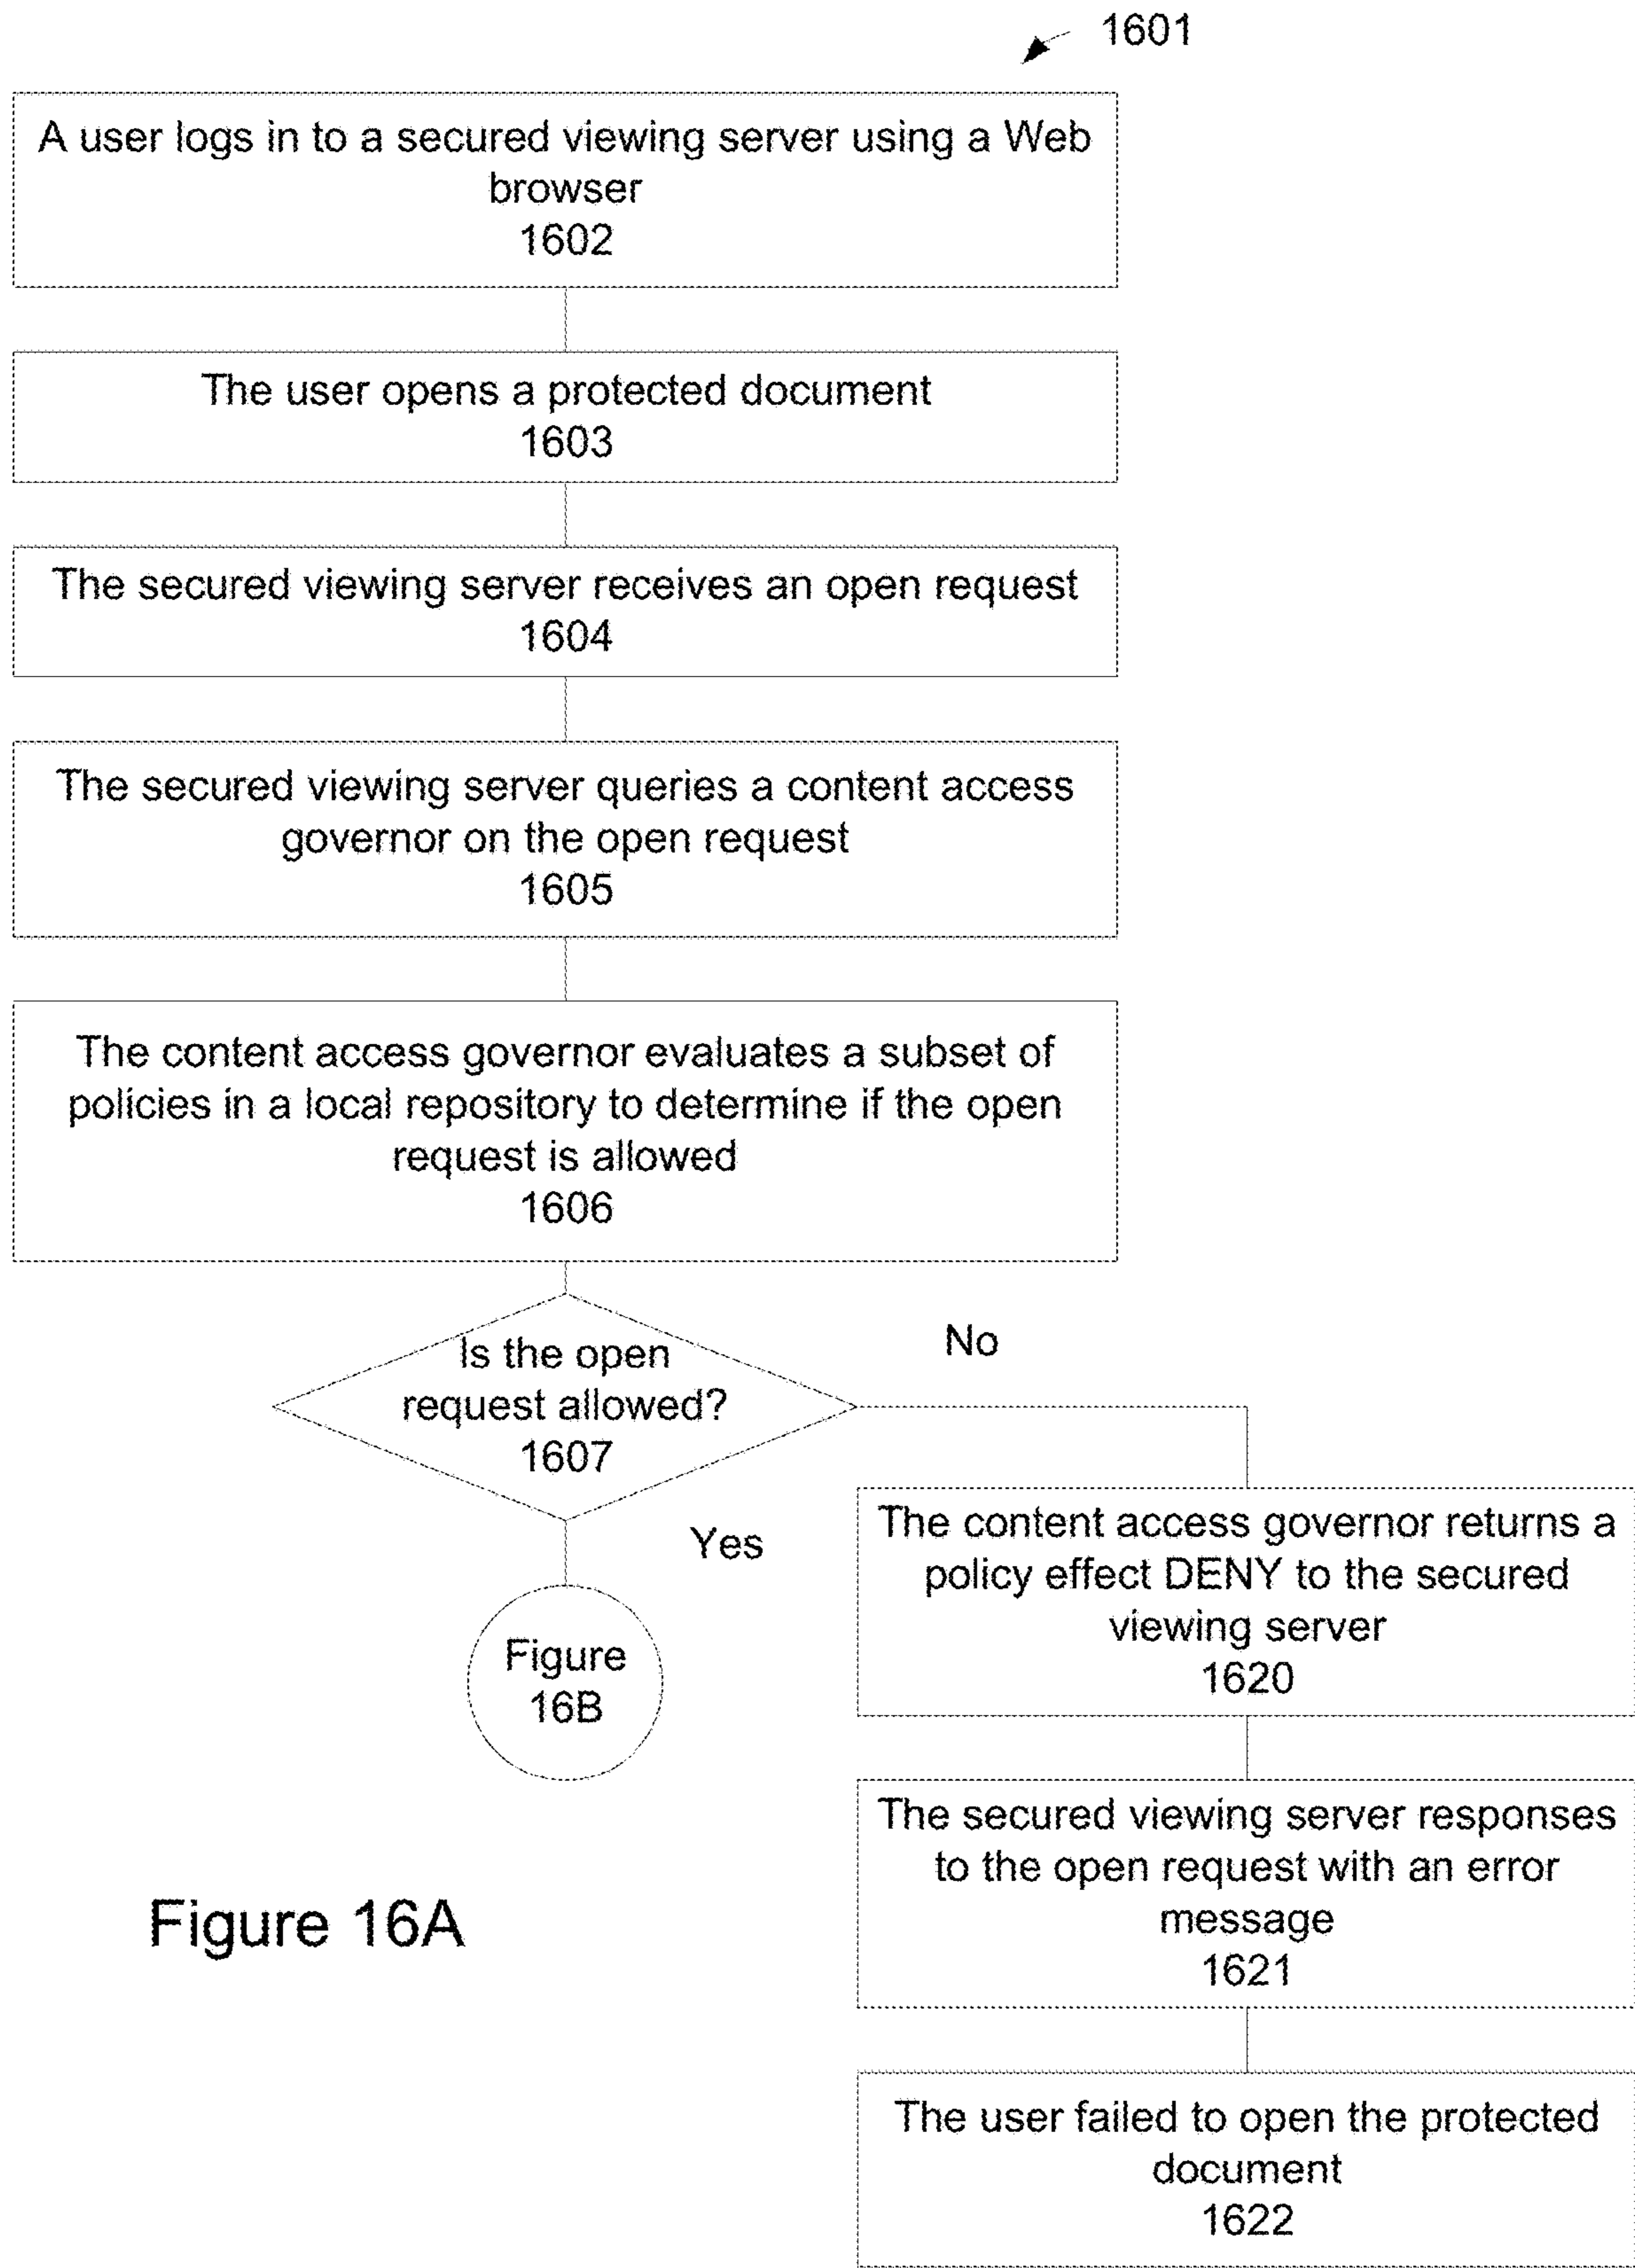 1601
A user logs in to a secured viewing server using a Web
browser
1602
The user opens a protected document
1603
The secured viewing server receives an open request
1604
The secured viewing server queries a content access
governor on the open request
1605
The content access governor evaluates a subset of
policies in a local repository to determine if the open
request is allowed
1606
Is the open
request allowed?
1607
No
Yes
Figure
16B
The content access governor returns a
policy effect DENY to the secured
viewing server
1620
The secured viewing server responses
to the open request with an error
message
1621
The user failed to open the protected
document
1622
Figure 16A